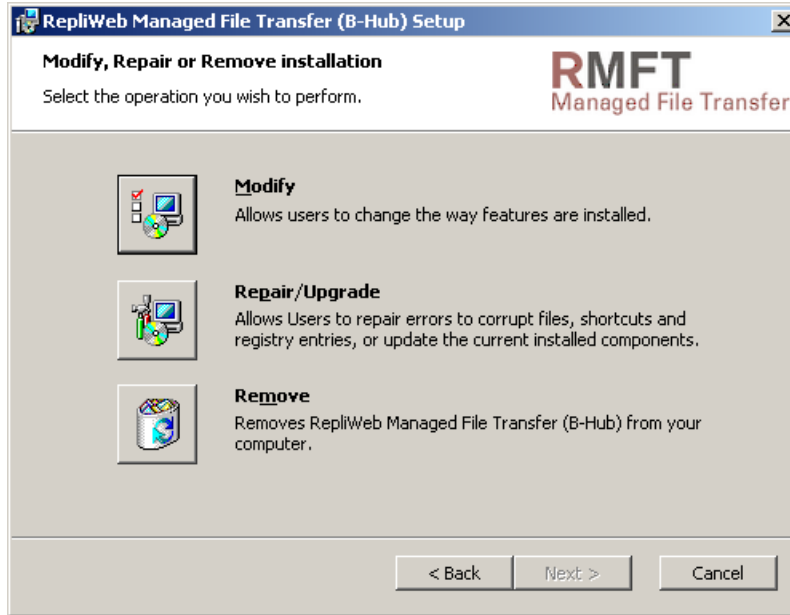 RepliWeb Managed File Transfer (B-Hub) Setup
Modify, Repair or Remove installation
Select the operation you wish to perform.
RMFT
Managed File Transfer
Modify
Allows users to change the way features are installed.
Repair/Upgrade
Allows Users to repair errors to corrupt files, shortcuts and
registry entries, or update the current installed components.
Remove
Removes RepliWeb Managed File Transfer (B-Hub) from your
computer.
< Back
Next >
Cancel